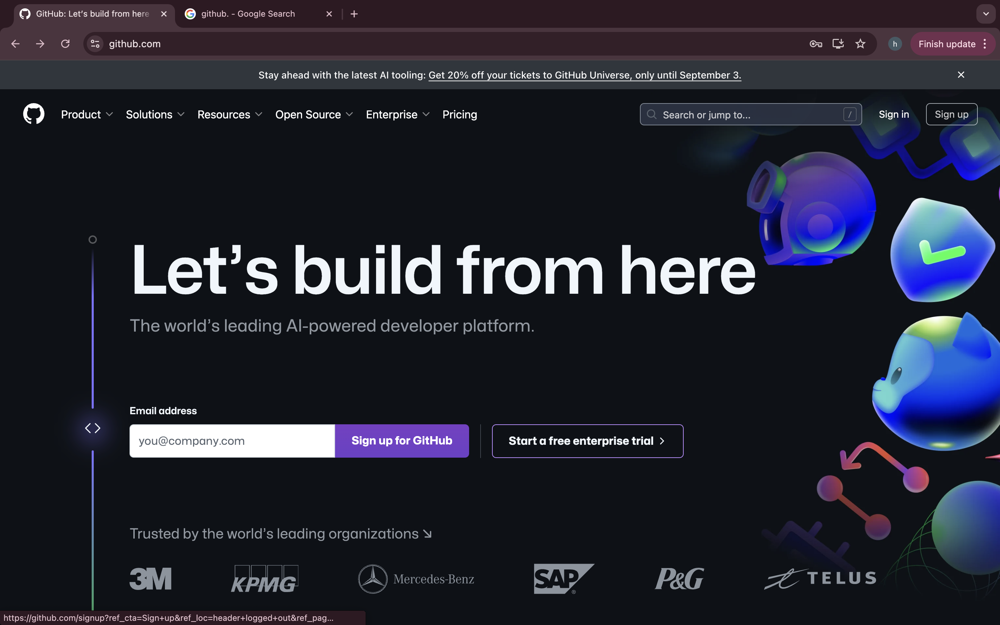 GitHub: Let's build from here
github. - Google Search
github.com
h
Finish update
Stay ahead with the latest AI tooling: Get 20% off your tickets to GitHub Universe, only until September 3.
Product
Solutions
Resources
Open Source
Enterprise
Pricing
Search or jump to...
/
Sign in
Sign up
Let’s build from here
The world’s leading AI-powered developer platform.
Email address
you@company.com
Sign up for GitHub
Start a free enterprise trial
Trusted by the world’s leading organizations
3M
KPMG
Mercedes-Benz
SAP ®
P&G
TELUS
https://github.com/signup?ref_cta=Sign+up&ref_loc=header+logged+out&ref_pag...